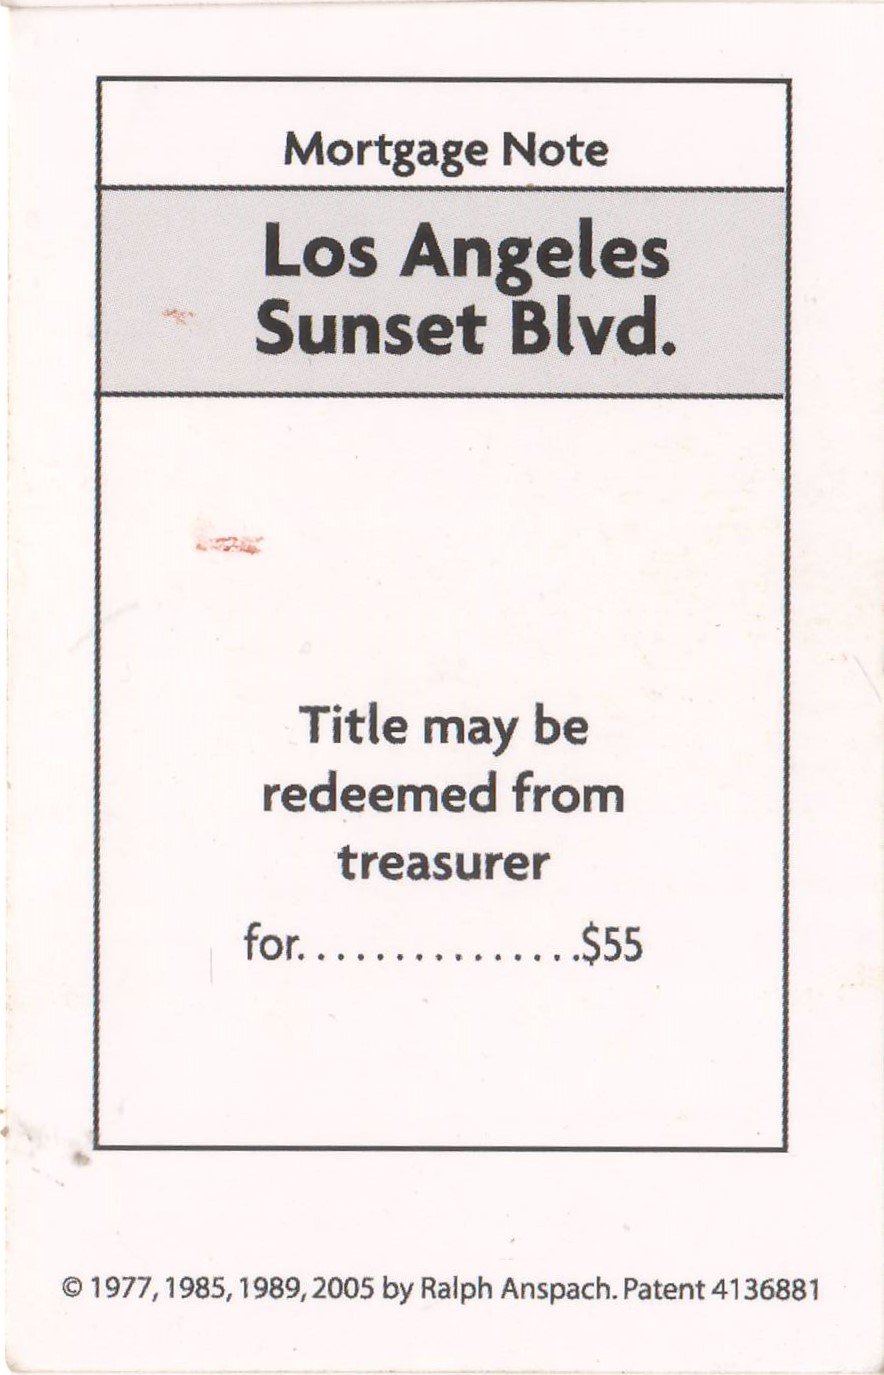 Mortgage Note
Los Angeles
Sunset Blvd.
Title may be
redeemed from
treasurer
for...............$55
© 1977, 1985, 1989, 2005 by Ralph Anspach. Patent 4136881